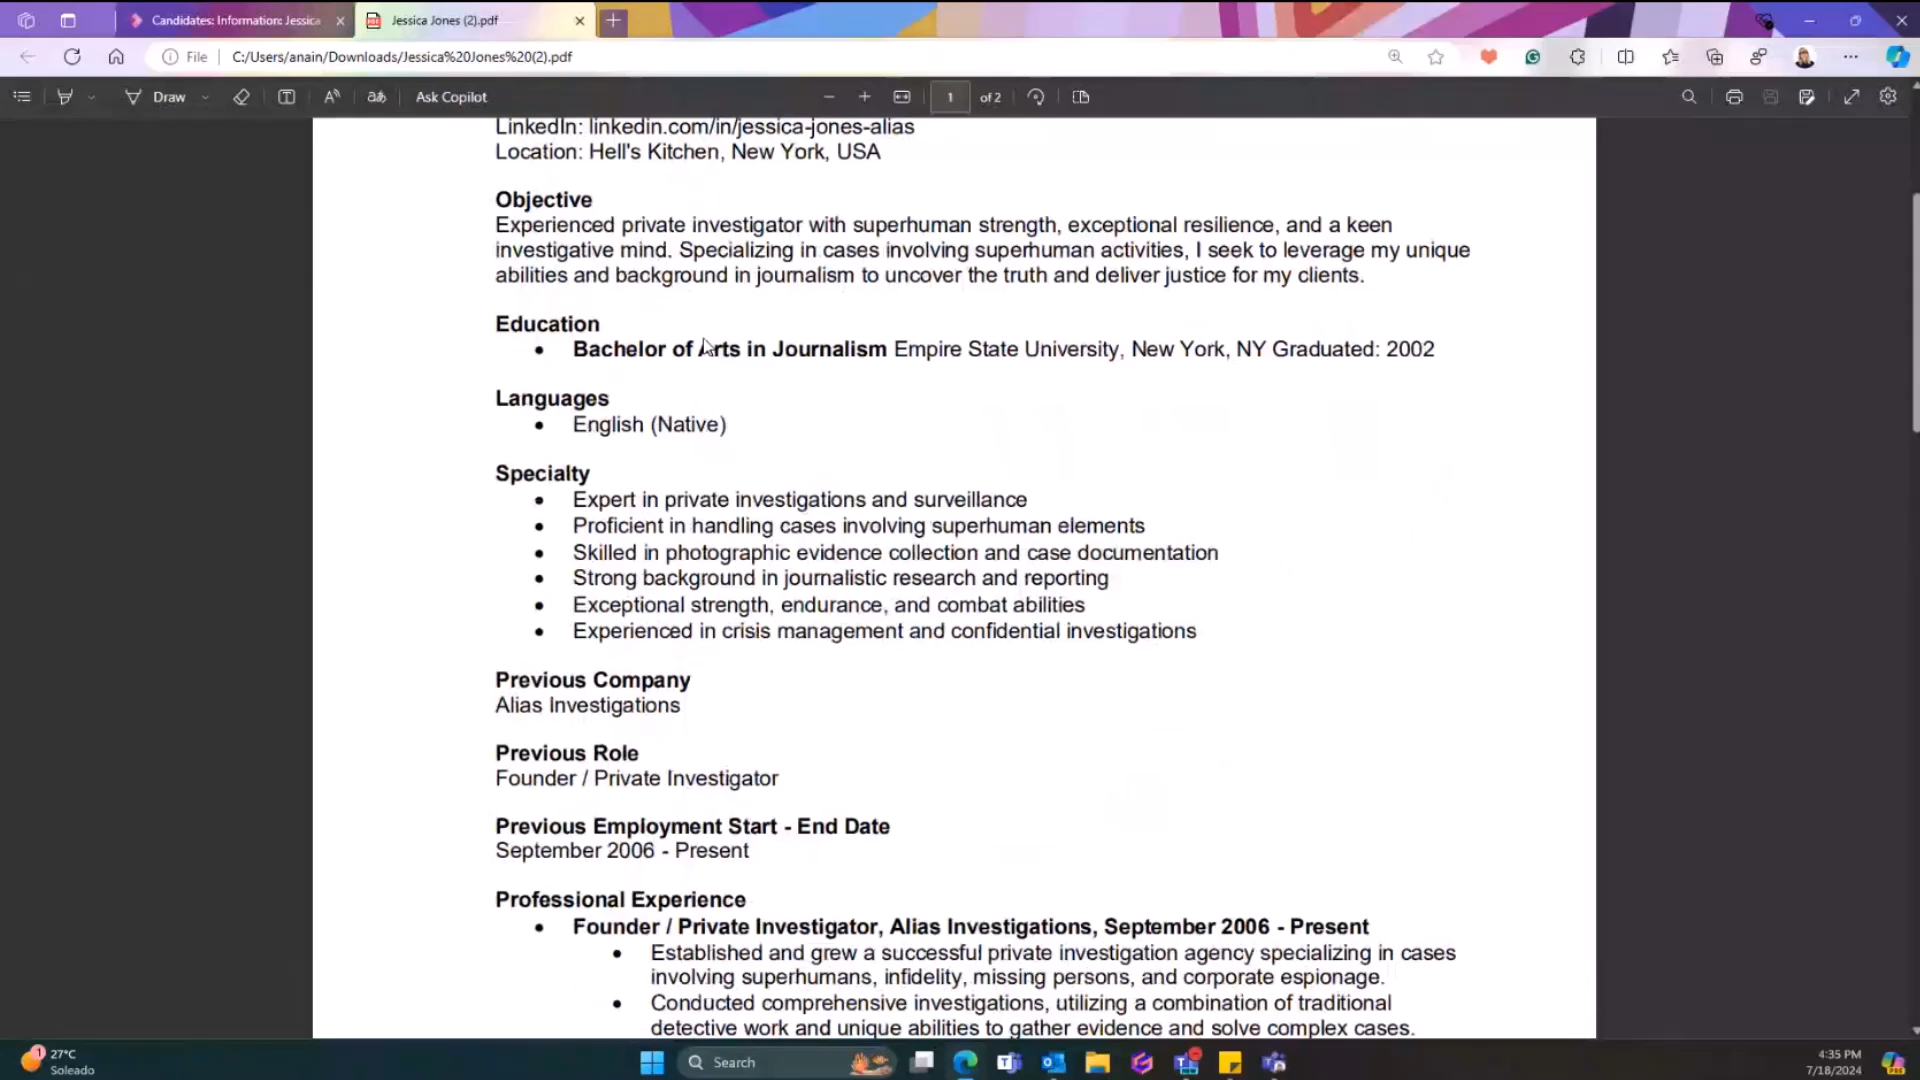 Candidates: Information: Jessica
Jessica Jones (2).pdf
File
C:/Users/anain/Downloads/Jessica%20Jones%20(2).pdf
Draw
Ask Copilot
1
of 2
LinkedIn: linkedin.com/in/jessica-jones-alias
Location: Hell's Kitchen, New York, USA
Objective
Experienced private investigator with superhuman strength, exceptional resilience, and a keen
investigative mind. Specializing in cases involving superhuman activities, I seek to leverage my unique
abilities and background in journalism to uncover the truth and deliver justice for my clients.
Education
• Bachelor of Arts in Journalism Empire State University, New York, NY Graduated: 2002
Languages
• English (Native)
Specialty
• Expert in private investigations and surveillance
• Proficient in handling cases involving superhuman elements
• Skilled in photographic evidence collection and case documentation
• Strong background in journalistic research and reporting
• Exceptional strength, endurance, and combat abilities
• Experienced in crisis management and confidential investigations
Previous Company
Alias Investigations
Previous Role
Founder / Private Investigator
Previous Employment Start - End Date
September 2006 - Present
Professional Experience
• Founder / Private Investigator, Alias Investigations, September 2006 - Present
• Established and grew a successful private investigation agency specializing in cases
involving superhumans, infidelity, missing persons, and corporate espionage.
• Conducted comprehensive investigations, utilizing a combination of traditional
detective work and unique abilities to gather evidence and solve complex cases.
1
27°C
Soleado
Search
4:35 PM
7/18/2024